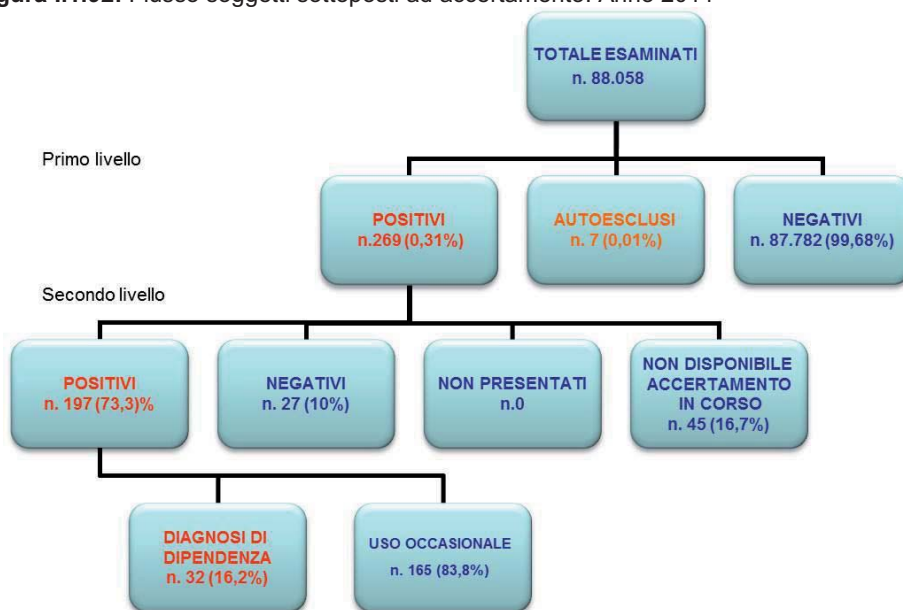 Flusso soggetti sottoposti ad accertamento. Anno 2011
TOTALE ESAMINATI
n. 88.058
Primo livello
POSITIVI
n.269 (0,31%)
AUTOESCLUSI
n. 7 (0,01%)
NEGATIVI
n. 87.782 (99,68%)
Secondo livello
POSITIVI
n. 197 (73,3)%
NEGATIVI
n. 27 (10%)
NON PRESENTATI
n.0
NON DISPONIBILE
ACCERTAMENTO
IN CORSO
n. 45 (16,7%)
DIAGNOSI DI
DIPENDENZA
n. 32 (16,2%)
USO OCCASIONALE
n. 165 (83,8%)